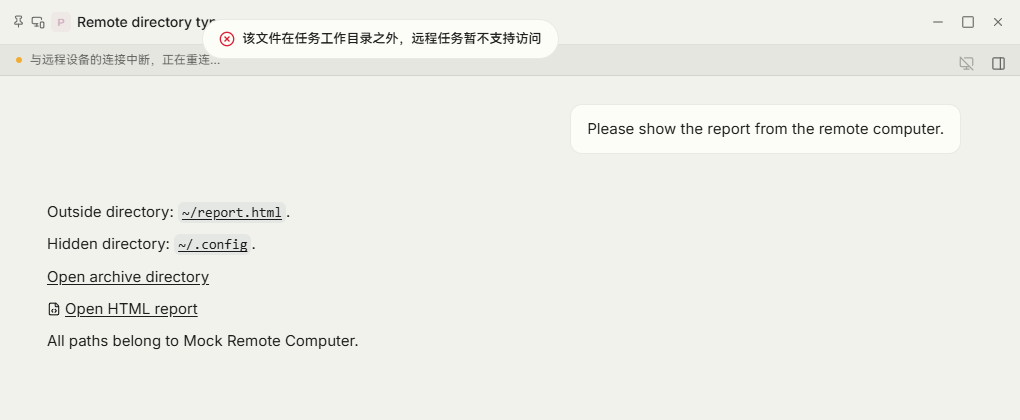 P Remote directory typ
该文件在任务工作目录之外，远程任务暂不支持访问
与远程设备的连接中断，正在重连...
Please show the report from the remote computer.
Outside directory: ~/report.html.
Hidden directory: ~/.config.
Open archive directory
Open HTML report
All paths belong to Mock Remote Computer.